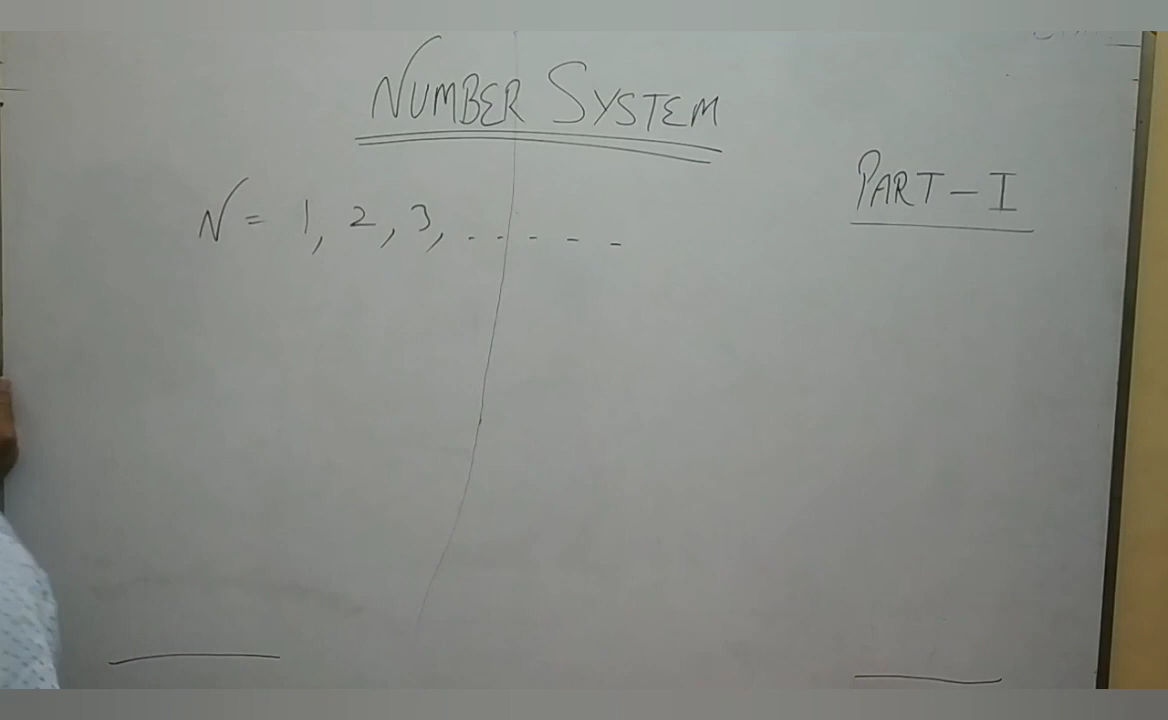 NUMBER SYSTEM
PART-I
N = 1, 2, 3, - - - - -